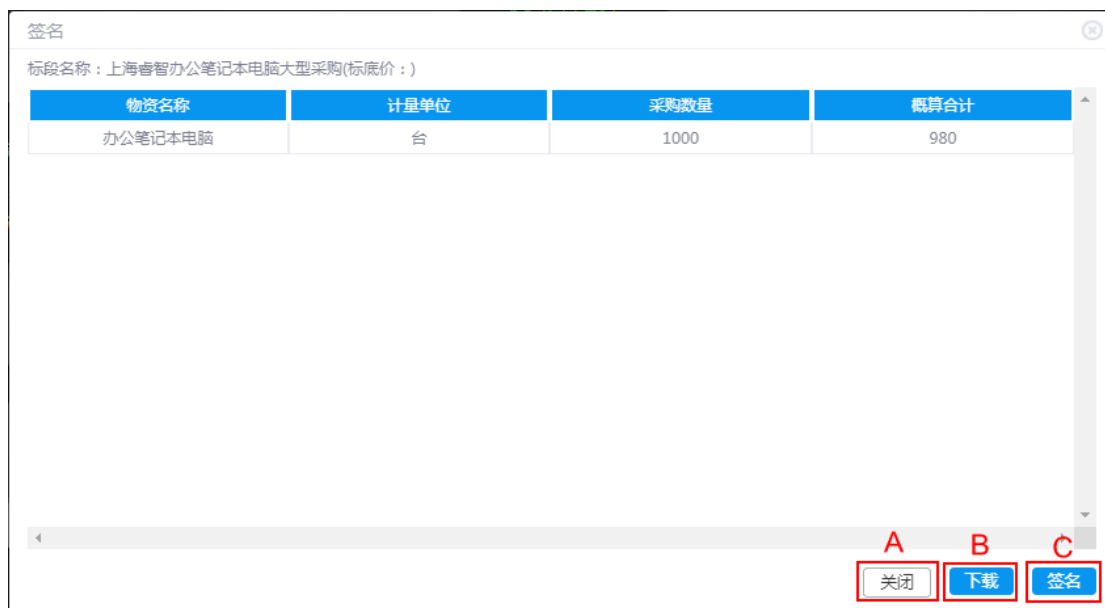 签名
标段名称：上海睿智办公笔记本电脑大型采购(标底价：)
物资名称 计量单位 采购数量 概算合计
办公笔记本电脑 台 1000 980
A B C
关闭 下载 签名